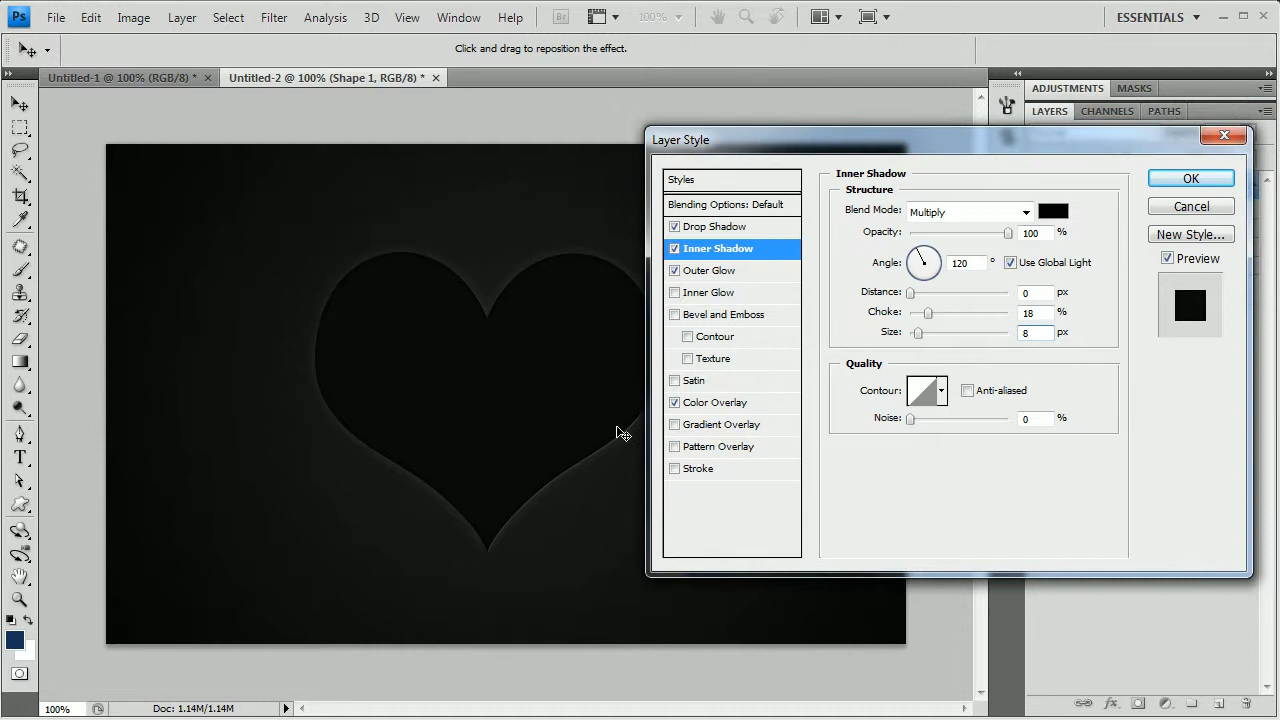 Ps File Edit Image Layer Select Filter Analysis 3D View Window Help Br 100% ESSENTIALS
Click and drag to reposition the effect.
Untitled-1 @ 100% (RGB/8) * × Untitled-2 @ 100% (Shape 1, RGB/8) * ×
ADJUSTMENTS MASKS
LAYERS CHANNELS PATHS
Layer Style
Styles
Blending Options: Default
Drop Shadow
Inner Shadow
Outer Glow
Inner Glow
Bevel and Emboss
Contour
Texture
Satin
Color Overlay
Gradient Overlay
Pattern Overlay
Stroke
Inner Shadow
Structure
Blend Mode: Multiply
Opacity: 100 %
Angle: 120 ° Use Global Light
Distance: 0 px
Choke: 18 %
Size: 8 px
Quality
Contour: Anti-aliased
Noise: 0 %
OK
Cancel
New Style...
Preview
T
fx
100% Doc: 1.14M/1.14M